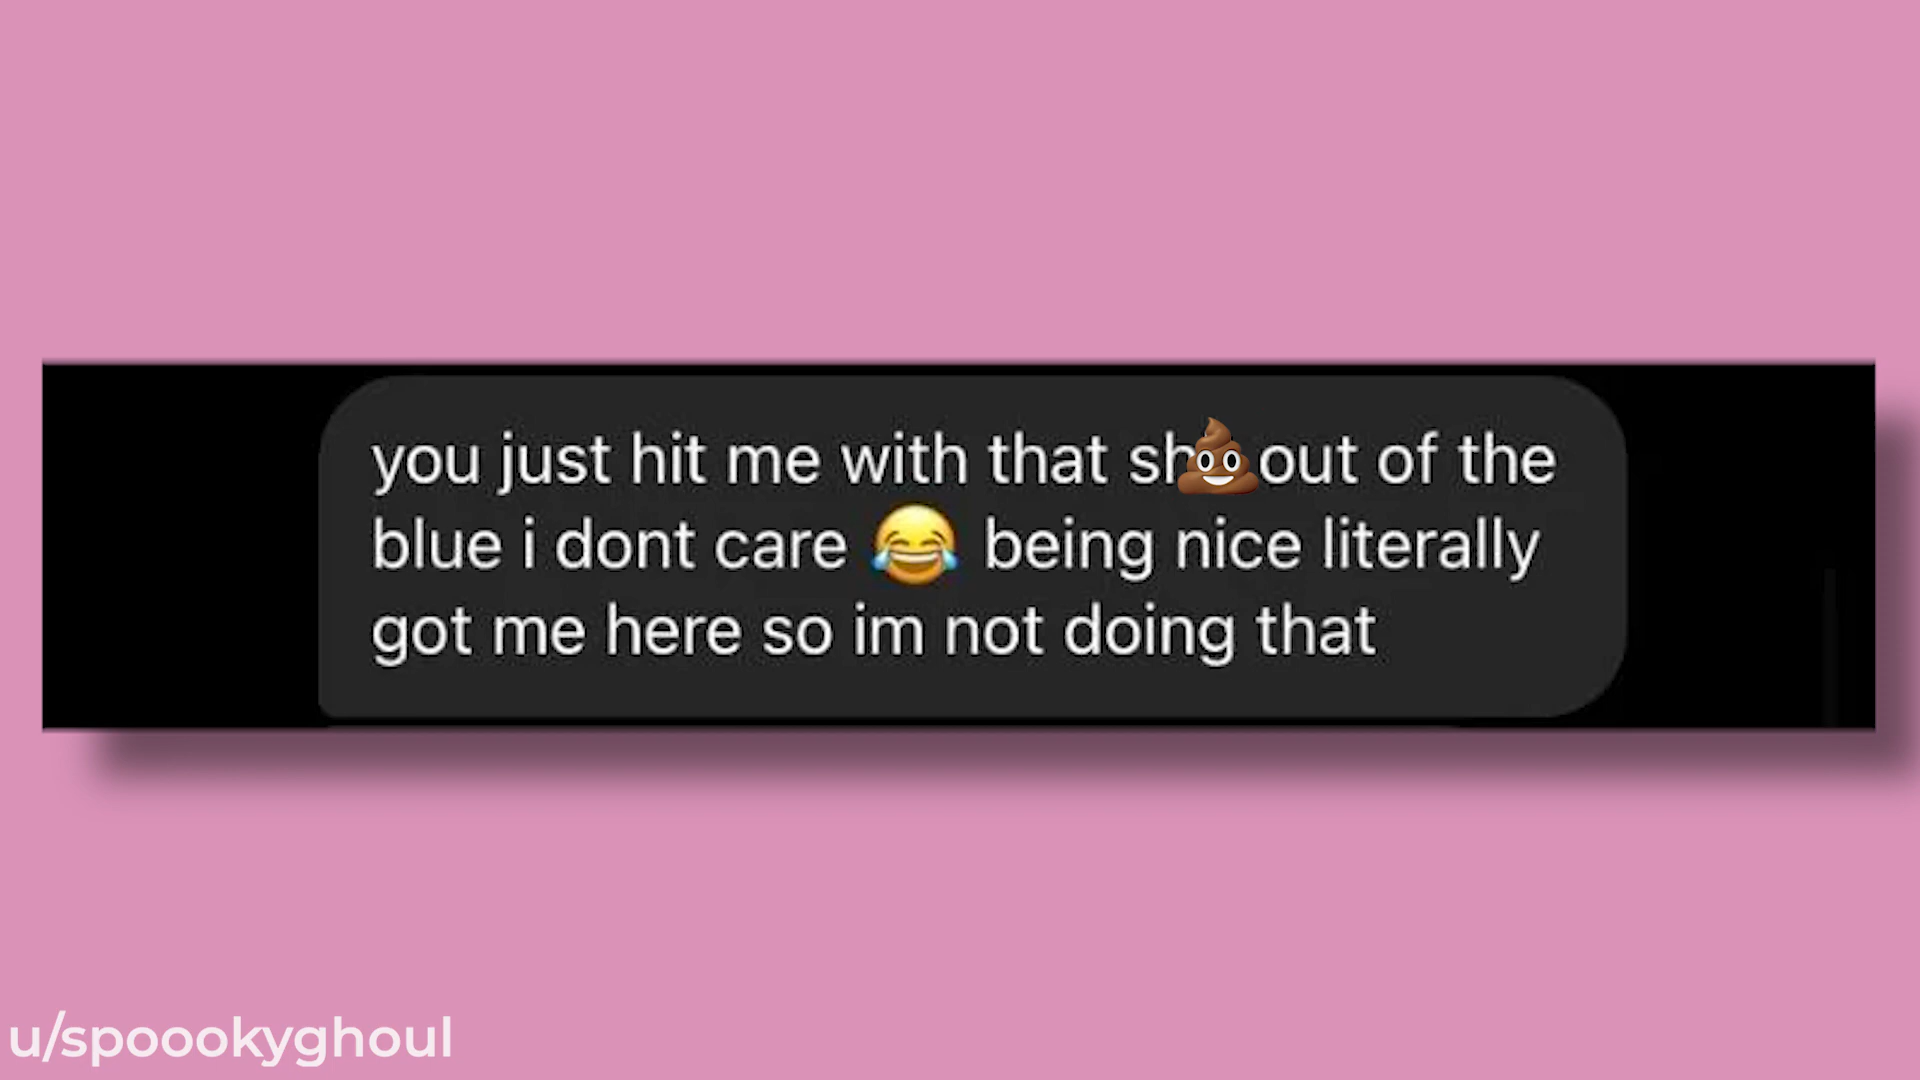 you just hit me with that sh💩 out of the
blue i dont care 😂 being nice literally
got me here so im not doing that
u/spoookyghoul